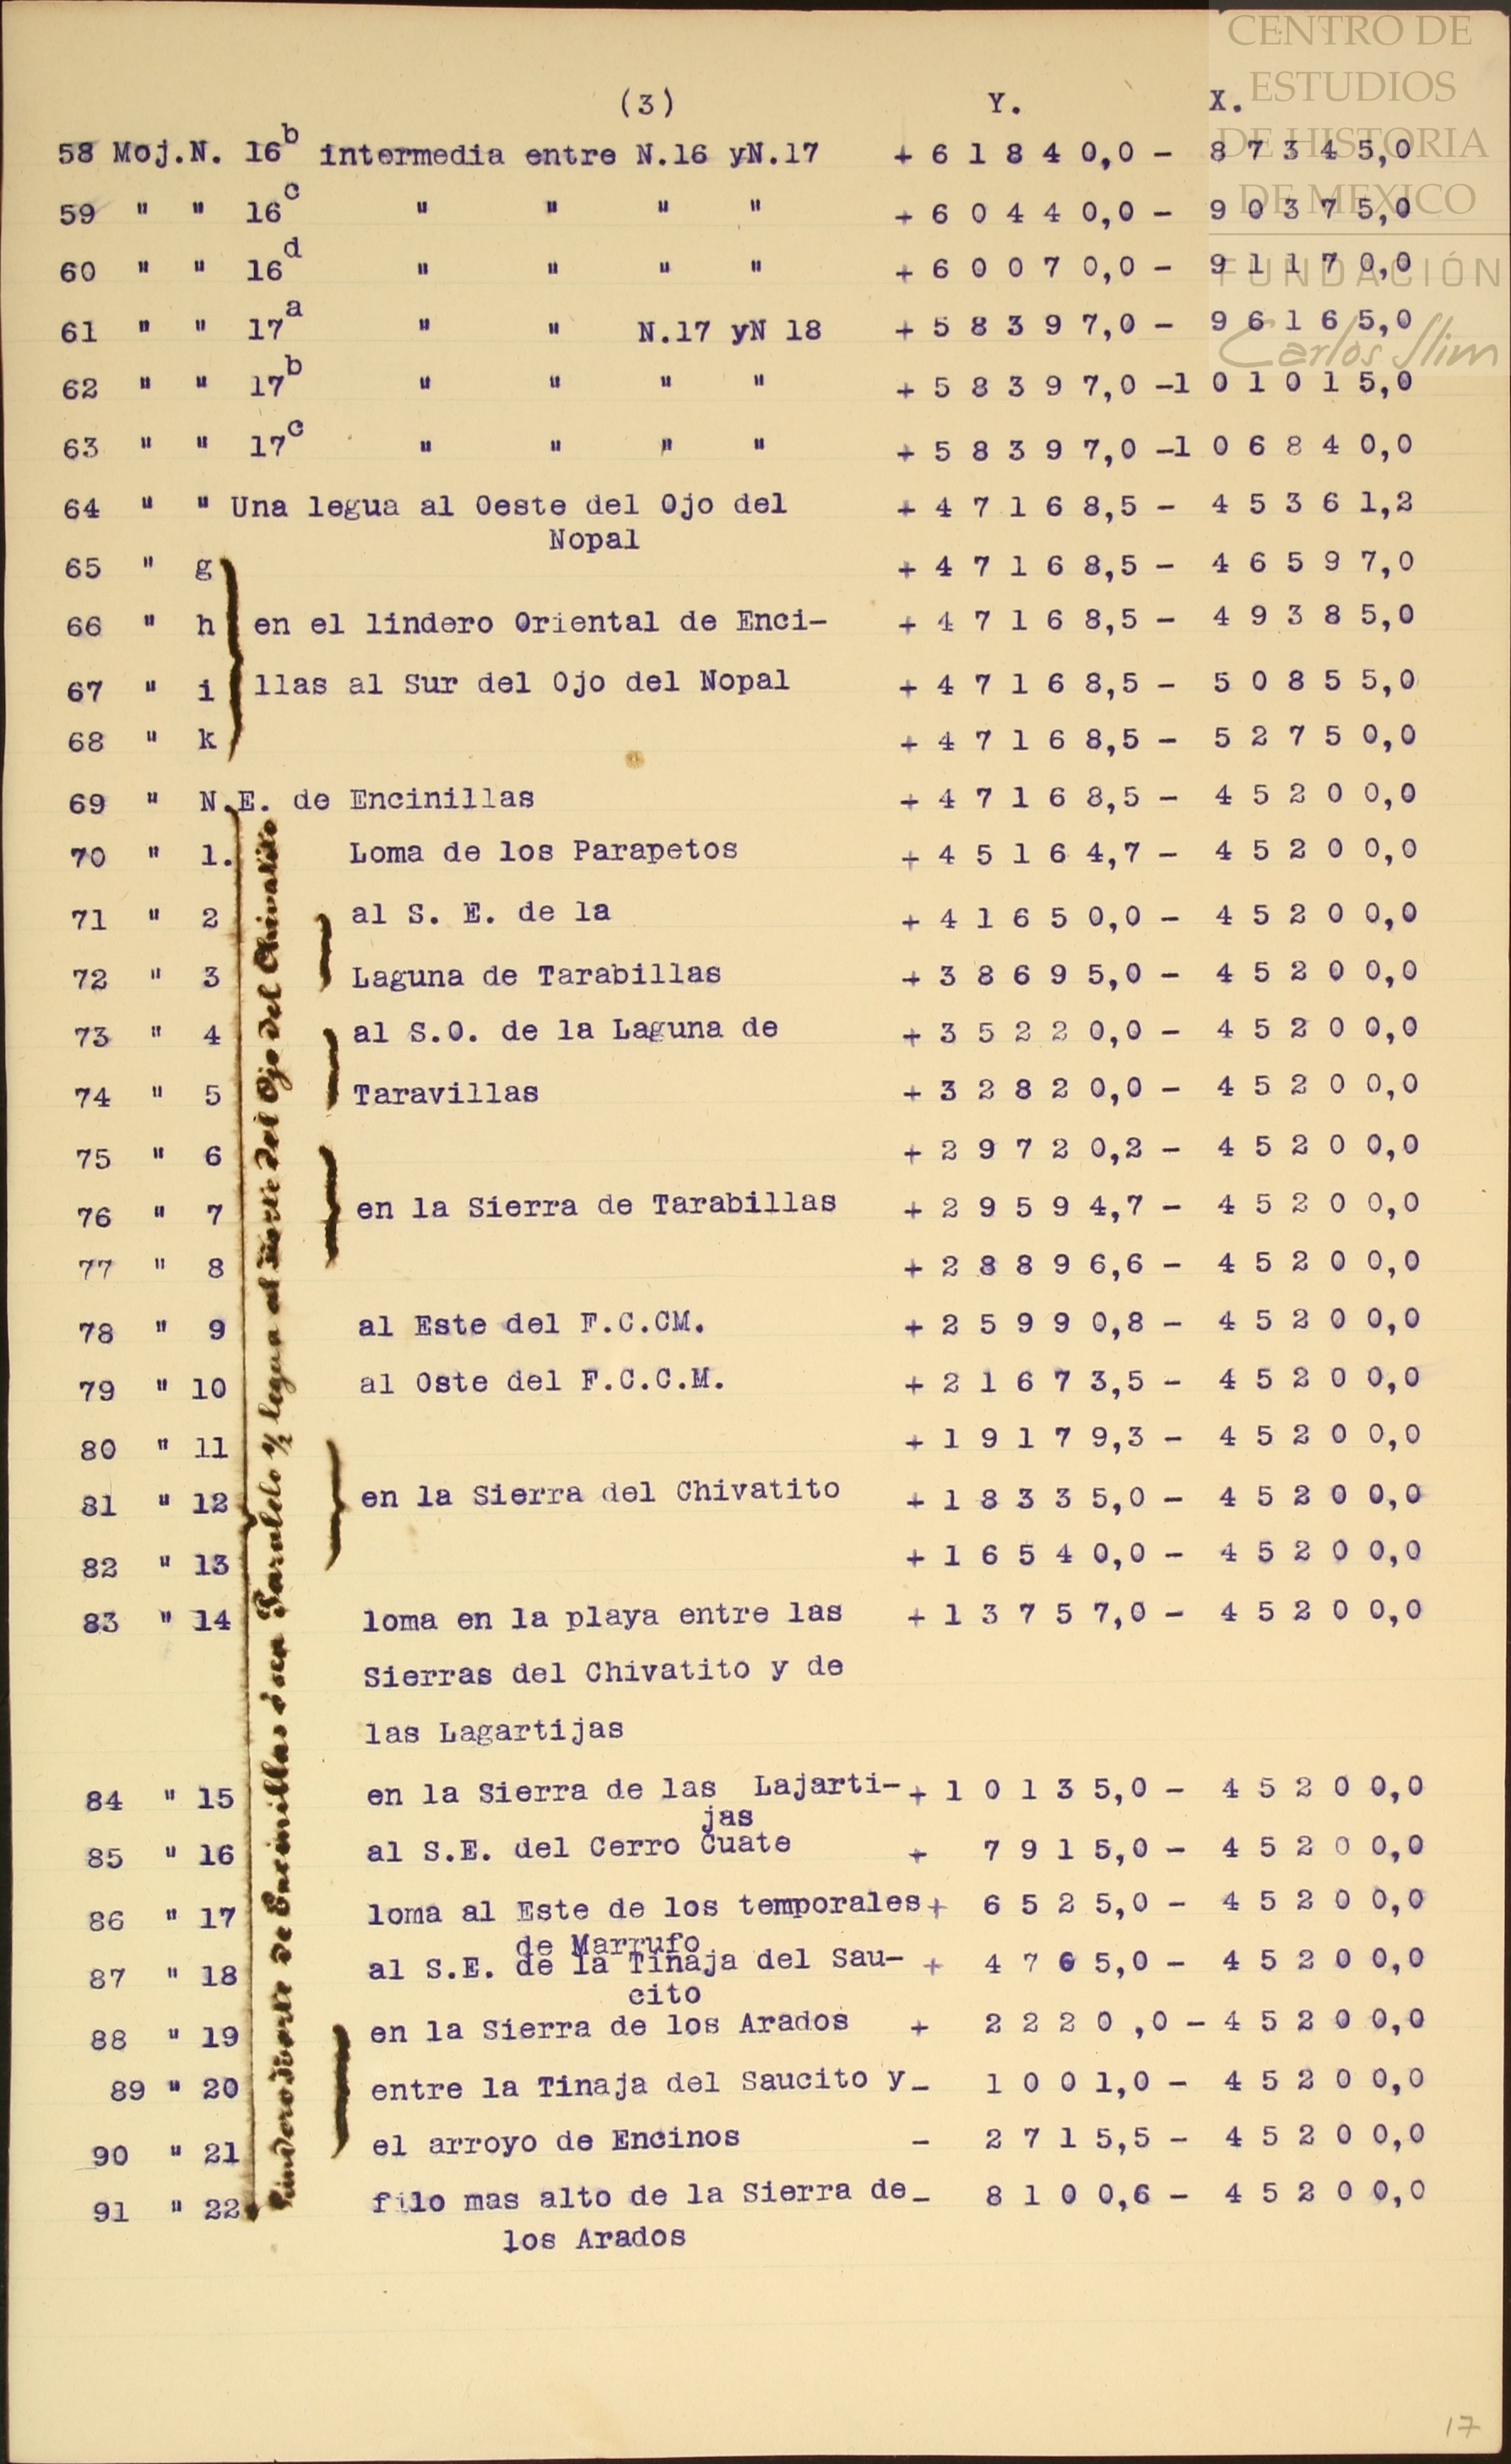 CENTRO DE
ESTUDIOS
DE HISTORIA
DE MEXICO
FUNDACIÓN
Carlos Slim
(3) Y. X.
58 Moj.N. 16b intermedia entre N.16 yN.17 + 6 1 8 4 0,0 - 8 7 3 4 5,0
59 " " 16c " " " " + 6 0 4 4 0,0 - 9 0 3 7 5,0
60 " " 16d " " " " + 6 0 0 7 0,0 - 9 1 1 7 0,0
61 " " 17a " " N.17 yN 18 + 5 8 3 9 7,0 - 9 6 1 6 5,0
62 " " 17b " " " " + 5 8 3 9 7,0 -1 0 1 0 1 5,0
63 " " 17c " " " " + 5 8 3 9 7,0 -1 0 6 8 4 0,0
64 " " Una legua al Oeste del Ojo del + 4 7 1 6 8,5 - 4 5 3 6 1,2
Nopal
65 " g + 4 7 1 6 8,5 - 4 6 5 9 7,0
66 " h en el lindero Oriental de Enci- + 4 7 1 6 8,5 - 4 9 3 8 5,0
67 " i llas al Sur del Ojo del Nopal + 4 7 1 6 8,5 - 5 0 8 5 5,0
68 " k + 4 7 1 6 8,5 - 5 2 7 5 0,0
69 " N.E. de Encinillas + 4 7 1 6 8,5 - 4 5 2 0 0,0
70 " 1. Loma de los Parapetos + 4 5 1 6 4,7 - 4 5 2 0 0,0
71 " 2 al S. E. de la + 4 1 6 5 0,0 - 4 5 2 0 0,0
72 " 3 Laguna de Tarabillas + 3 8 6 9 5,0 - 4 5 2 0 0,0
73 " 4 al S.O. de la Laguna de + 3 5 2 2 0,0 - 4 5 2 0 0,0
74 " 5 Taravillas + 3 2 8 2 0,0 - 4 5 2 0 0,0
75 " 6 + 2 9 7 2 0,2 - 4 5 2 0 0,0
76 " 7 en la Sierra de Tarabillas + 2 9 5 9 4,7 - 4 5 2 0 0,0
77 " 8 + 2 8 8 9 6,6 - 4 5 2 0 0,0
78 " 9 al Este del F.C.CM. + 2 5 9 9 0,8 - 4 5 2 0 0,0
79 " 10 al Oste del F.C.C.M. + 2 1 6 7 3,5 - 4 5 2 0 0,0
80 " 11 + 1 9 1 7 9,3 - 4 5 2 0 0,0
81 " 12 en la Sierra del Chivatito + 1 8 3 3 5,0 - 4 5 2 0 0,0
82 " 13 + 1 6 5 4 0,0 - 4 5 2 0 0,0
83 " 14 loma en la playa entre las + 1 3 7 5 7,0 - 4 5 2 0 0,0
Sierras del Chivatito y de
las Lagartijas
84 " 15 en la Sierra de las Lajarti- + 1 0 1 3 5,0 - 4 5 2 0 0,0
jas
85 " 16 al S.E. del Cerro Cuate + 7 9 1 5,0 - 4 5 2 0 0,0
86 " 17 loma al Este de los temporales + 6 5 2 5,0 - 4 5 2 0 0,0
de Marrufo
87 " 18 al S.E. de la Tinaja del Sau- + 4 7 6 5,0 - 4 5 2 0 0,0
cito
88 " 19 en la Sierra de los Arados + 2 2 2 0 ,0 - 4 5 2 0 0,0
89 " 20 entre la Tinaja del Saucito y - 1 0 0 1,0 - 4 5 2 0 0,0
90 " 21 el arroyo de Encinos - 2 7 1 5,5 - 4 5 2 0 0,0
91 " 22 filo mas alto de la Sierra de - 8 1 0 0,6 - 4 5 2 0 0,0
los Arados
Lindero Norte de Encinillas ó sea Paralelo ½ legua al Norte del Ojo del Chivatito
17